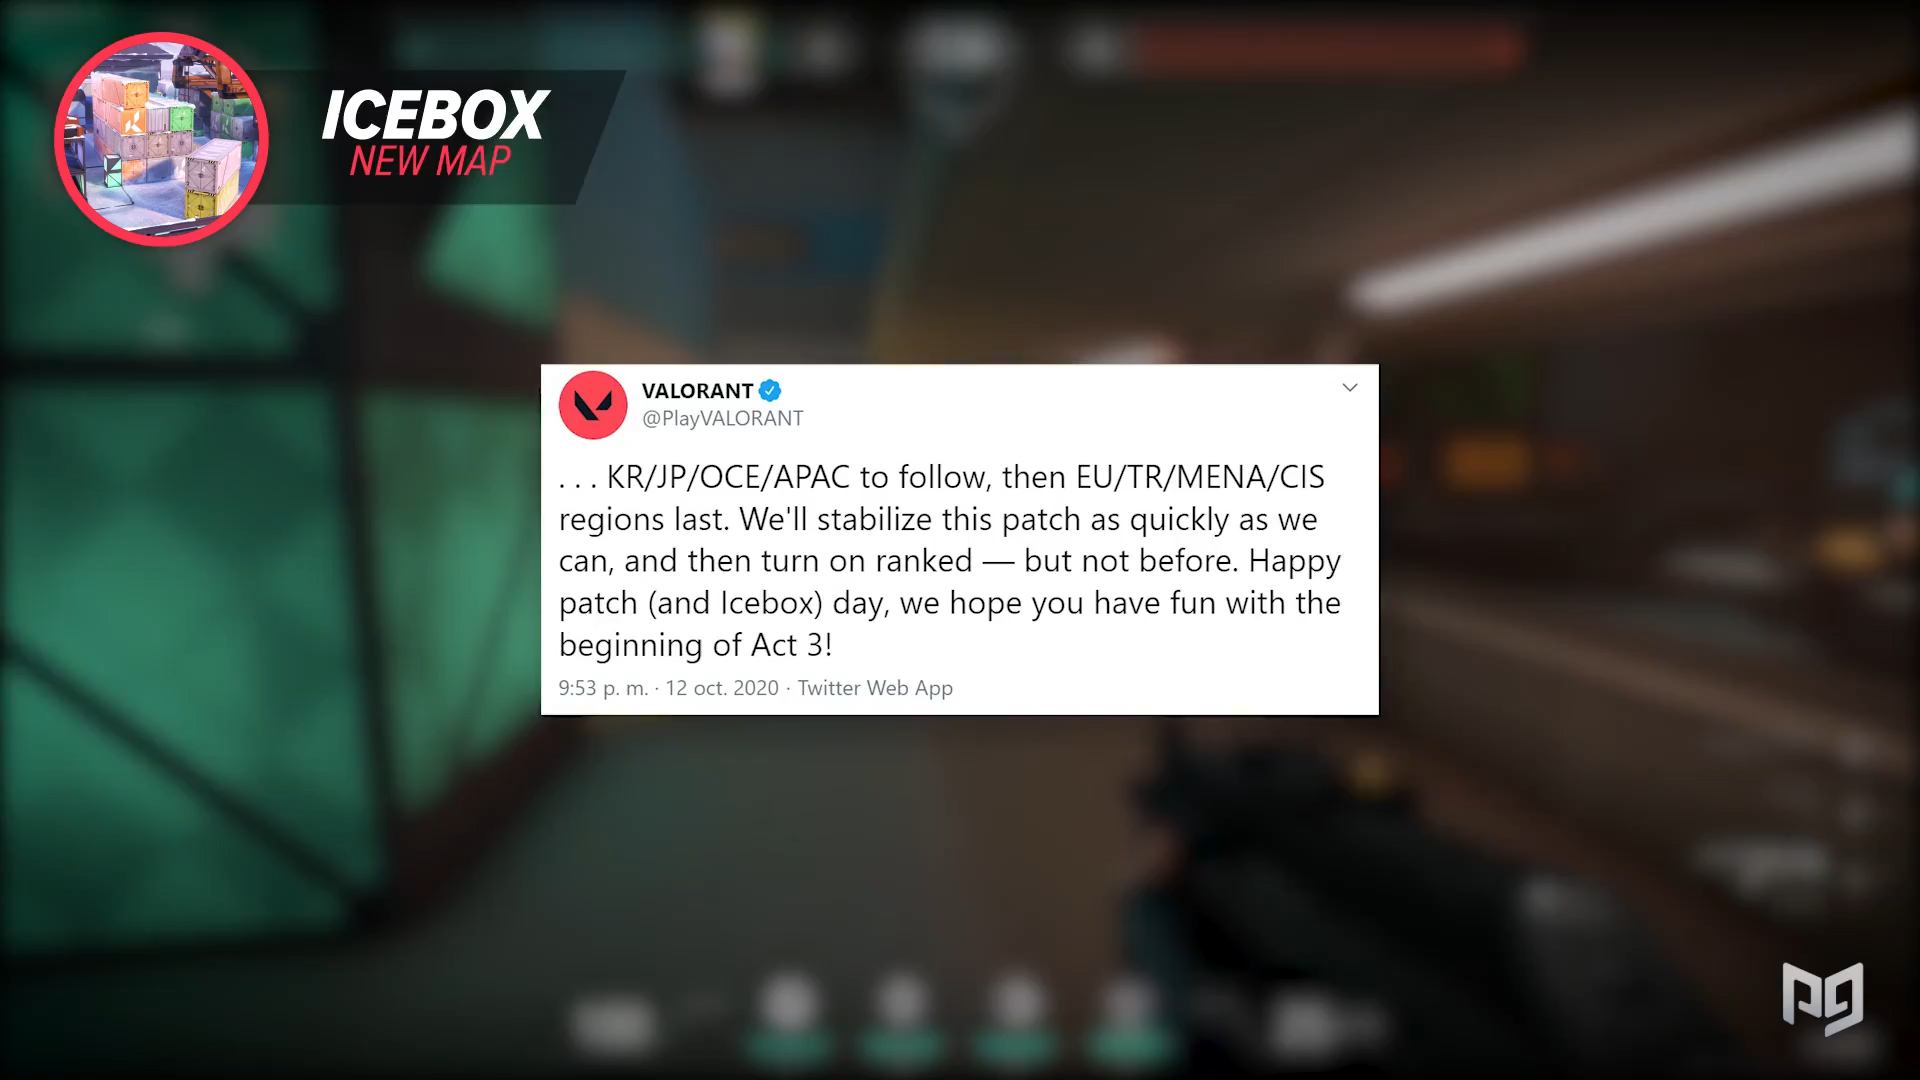 ICEBOX
NEW MAP
VALORANT
@PlayVALORANT
. . . KR/JP/OCE/APAC to follow, then EU/TR/MENA/CIS
regions last. We'll stabilize this patch as quickly as we
can, and then turn on ranked — but not before. Happy
patch (and Icebox) day, we hope you have fun with the
beginning of Act 3!
9:53 p. m. · 12 oct. 2020 · Twitter Web App
pg